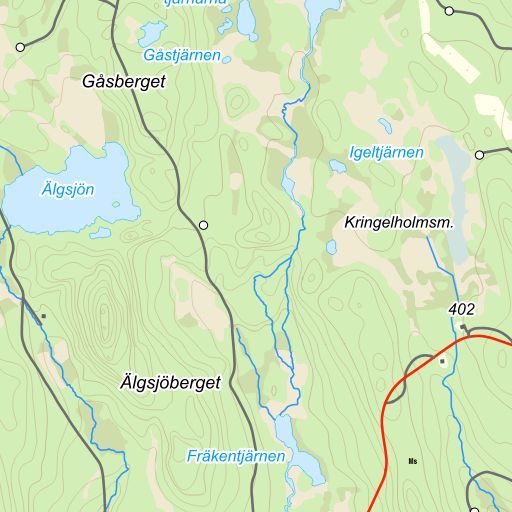 Gåstjärnen
Gåsberget
Igeltjärnen
Älgsjön
Kringelholmsm.
402
Älgsjöberget
Fräkentjärnen
Ms